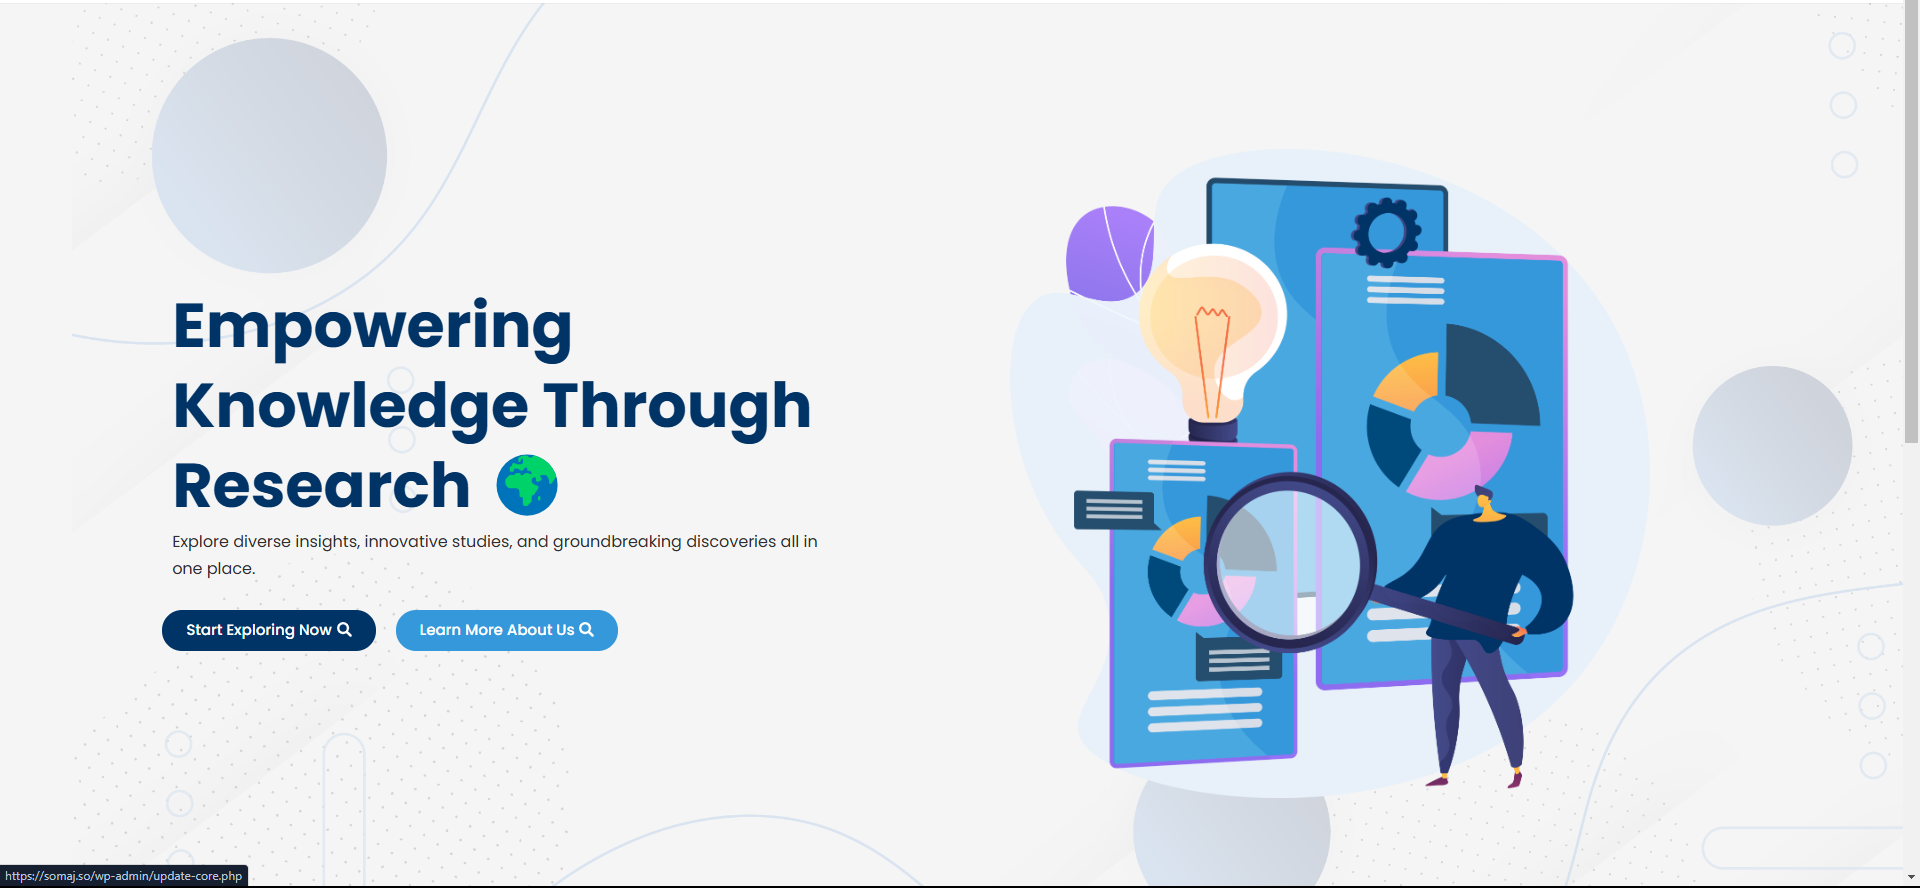 Empowering
Knowledge Through
Research 🌍
Explore diverse insights, innovative studies, and groundbreaking discoveries all in
one place.
Start Exploring Now
Learn More About Us
https://somaj.so/wp-admin/update-core.php